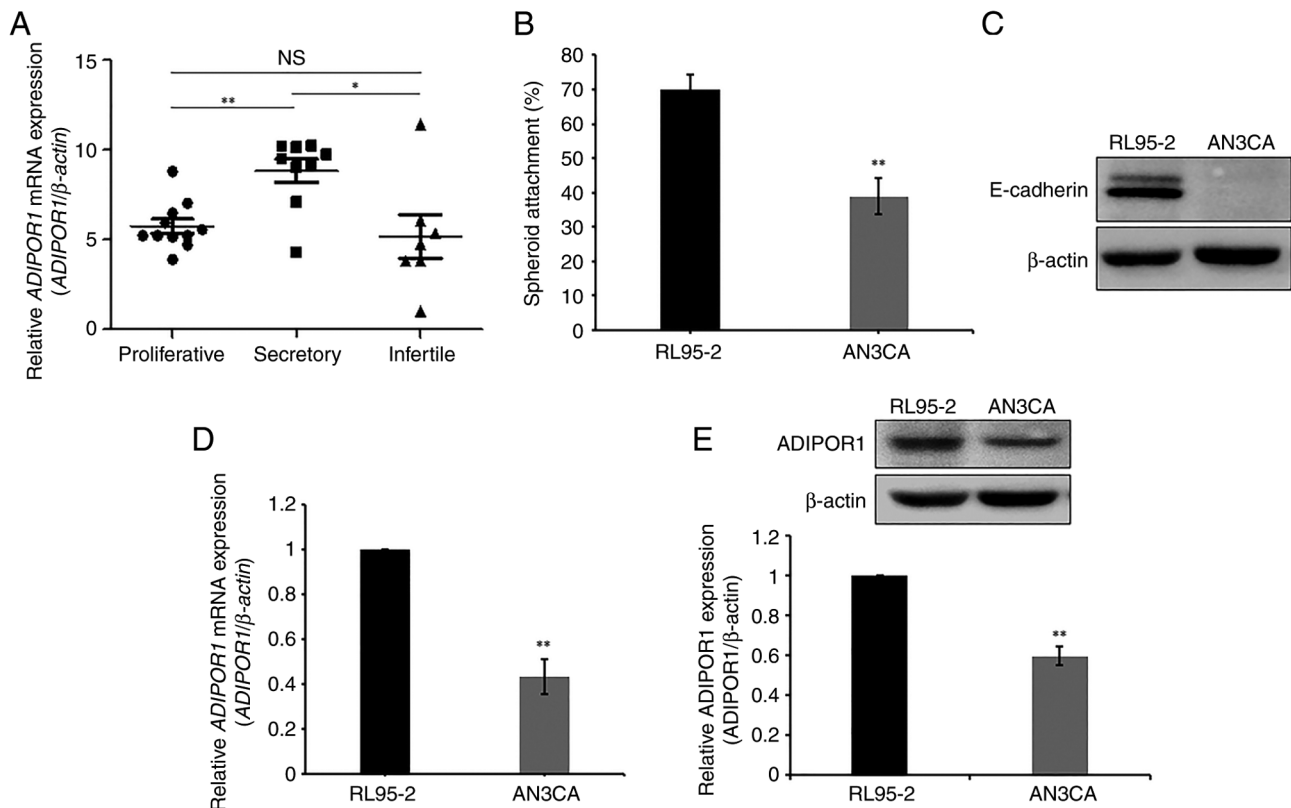 A
Relative ADIPOR1 mRNA expression
(ADIPOR1/β-actin)
15
10
5
0
NS
**
*
Proliferative Secretory Infertile
B
Spheroid attachment (%)
80
70
60
50
40
30
20
10
0
**
RL95-2 AN3CA
C
RL95-2 AN3CA
E-cadherin
β-actin
D
Relative ADIPOR1 mRNA expression
(ADIPOR1/β-actin)
1.2
1
0.8
0.6
0.4
0.2
0
**
RL95-2 AN3CA
E
RL95-2 AN3CA
ADIPOR1
β-actin
Relative ADIPOR1 expression
(ADIPOR1/β-actin)
1.2
1
0.8
0.6
0.4
0.2
0
**
RL95-2 AN3CA